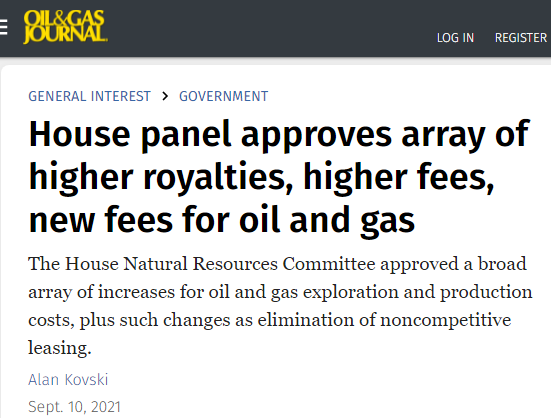 OIL&GAS
JOURNAL.
LOG IN REGISTER
GENERAL INTEREST > GOVERNMENT
House panel approves array of
higher royalties, higher fees,
new fees for oil and gas
The House Natural Resources Committee approved a broad
array of increases for oil and gas exploration and production
costs, plus such changes as elimination of noncompetitive
leasing.
Alan Kovski
Sept. 10, 2021